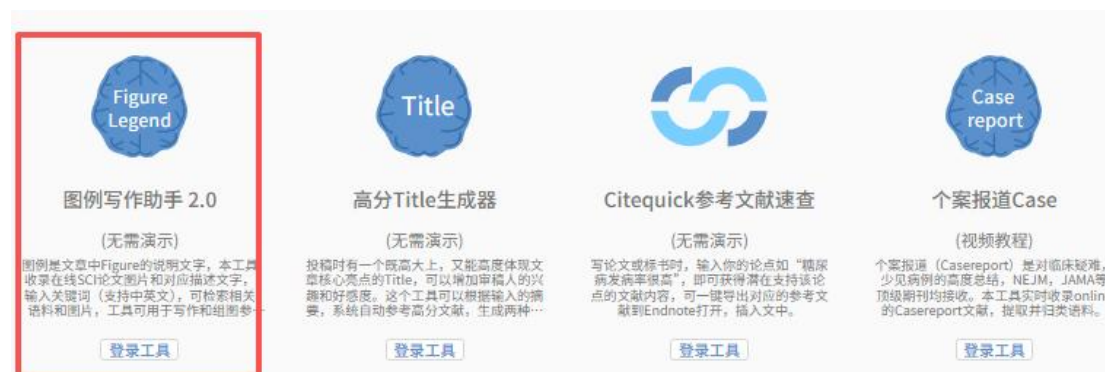 Figure
Legend
图例写作助手 2.0
(无需演示)
图例是文章中Figure的说明文字，本工具
收录在线SCI论文图片和对应描述文字，
输入关键词（支持中英文），可检索相关
语料和图片，工具可用于写作和组图参…
登录工具
Title
高分Title生成器
(无需演示)
投稿时有一个既高大上，又能高度体现文
章核心亮点的Title，可以增加审稿人的兴
趣和好感度。这个工具可以根据输入的摘
要，系统自动参考高分文献，生成两种…
登录工具
Citequick参考文献速查
(无需演示)
写论文或标书时，输入你的论点如“糖尿
病发病率很高”，即可获得潜在支持该论
点的文献内容，可一键导出对应的参考文
献到Endnote打开，插入文中。
登录工具
Case
report
个案报道Case
(视频教程)
个案报道（Casereport）是对临床疑难，
少见病例的高度总结，NEJM，JAMA等
顶级期刊均接收。本工具实时收录onlin
的Casereport文献，提取并归类语料。
登录工具